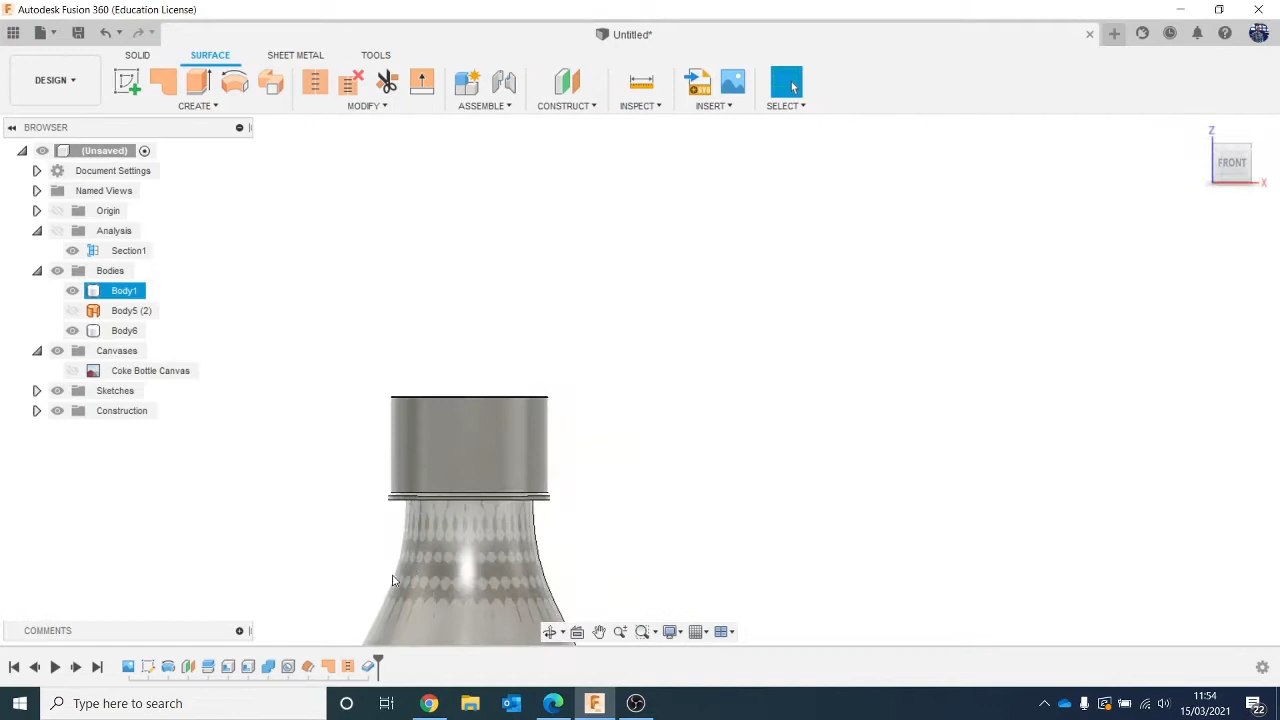 Autodesk Fusion 360 (Education License)
Untitled*
DESIGN
SOLID SURFACE SHEET METAL TOOLS
CREATE MODIFY ASSEMBLE CONSTRUCT INSPECT INSERT SELECT
BROWSER
(Unsaved)
Document Settings
Named Views
Origin
Analysis
Section1
Bodies
Body1
Body5 (2)
Body6
Canvases
Coke Bottle Canvas
Sketches
Construction
Z
FRONT
X
COMMENTS
Type here to search
11:54
15/03/2021
22